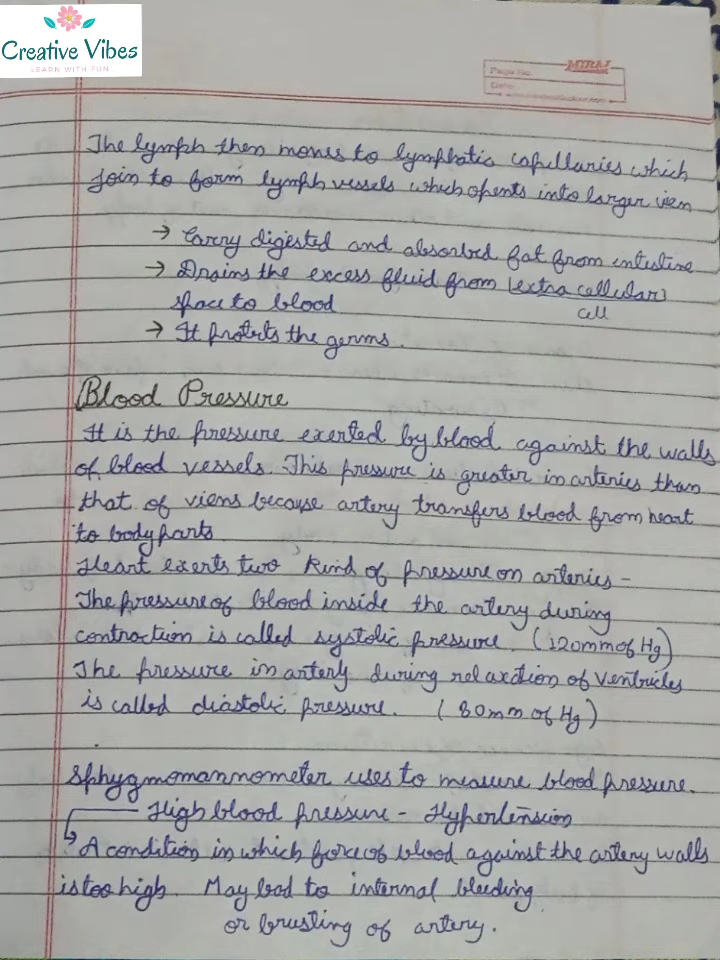 Creative Vibes
LEARN WITH FUN
MIRAJ
Page No.
Date:
The lymph then moves to lymphatic capillaries which
join to form lymph vessels which opents into larger vien
→ Carry digested and absorbed fat from intestine
→ Drains the excess fluid from [extra cellular]
cell
space to blood
→ It protects the germs.
Blood Pressure
It is the pressure exerted by blood against the walls
of blood vessels. This pressure is greater in arteries than
that of viens because artery transfers blood from heart
to body parts
Heart exerts two kind of pressure on arteries -
The pressure of blood inside the artery during
contraction is called systolic pressure. (120mm of Hg)
The pressure in artery during relaxction of ventricles
is called diastolic pressure. (80mm of Hg)
Sphygmomannometer uses to measure blood pressure.
High blood pressure - Hypertension
A condition in which force of blood against the artery walls
is too high. May lead to internal bleeding
or brusting of artery.